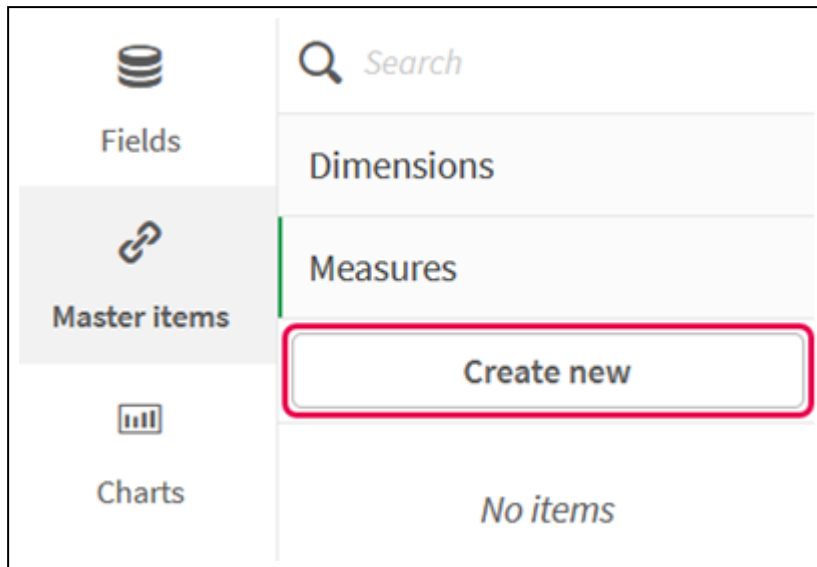 Fields
Master items
Charts
Search
Dimensions
Measures
Create new
No items